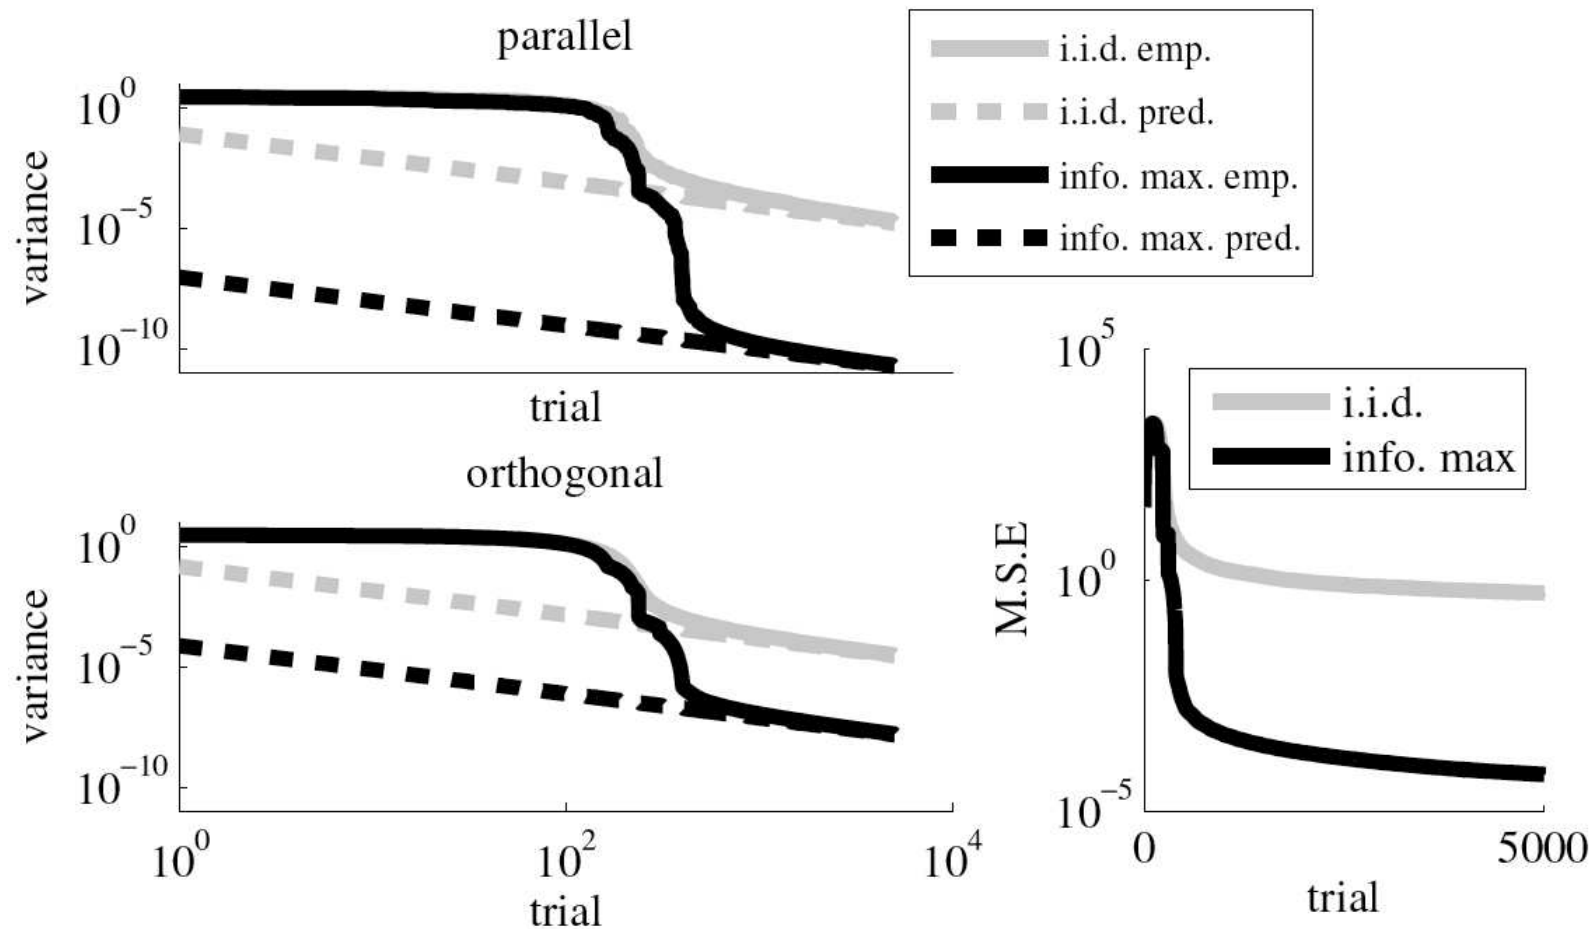 parallel
variance
10^0
10^−5
10^−10
trial
i.i.d. emp.
i.i.d. pred.
info. max. emp.
info. max. pred.
orthogonal
variance
10^0
10^−5
10^−10
10^0 10^2 10^4
trial
M.S.E
10^5
10^0
10^−5
i.i.d.
info. max
0 5000
trial